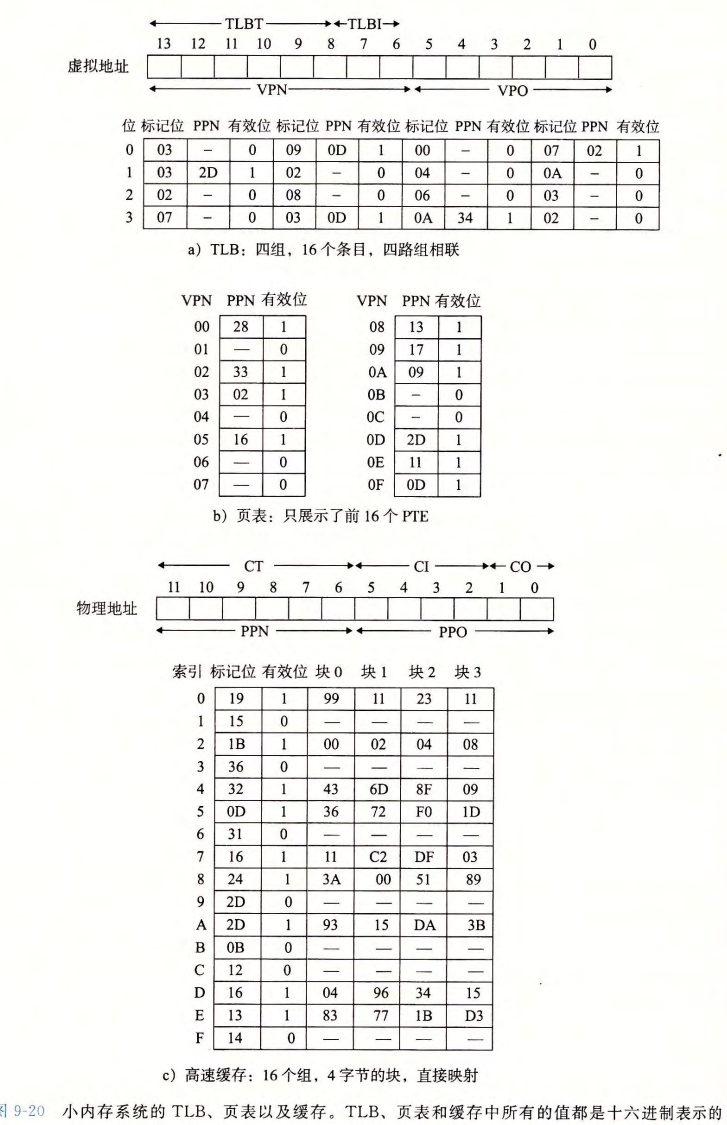 TLBT TLBI
13 12 11 10 9 8 7 6 5 4 3 2 1 0
虚拟地址
VPN VPO
位 标记位 PPN 有效位 标记位 PPN 有效位 标记位 PPN 有效位 标记位 PPN 有效位
0 03 - 0 09 0D 1 00 - 0 07 02 1
1 03 2D 1 02 - 0 04 - 0 0A - 0
2 02 - 0 08 - 0 06 - 0 03 - 0
3 07 - 0 03 0D 1 0A 34 1 02 - 0
a) TLB：四组，16 个条目，四路组相联
VPN PPN 有效位 VPN PPN 有效位
00 28 1 08 13 1
01 — 0 09 17 1
02 33 1 0A 09 1
03 02 1 0B - 0
04 — 0 0C - 0
05 16 1 0D 2D 1
06 — 0 0E 11 1
07 — 0 0F 0D 1
b) 页表：只展示了前 16 个 PTE
CT CI CO
11 10 9 8 7 6 5 4 3 2 1 0
物理地址
PPN PPO
索引 标记位 有效位 块 0 块 1 块 2 块 3
0 19 1 99 11 23 11
1 15 0 — — — —
2 1B 1 00 02 04 08
3 36 0 — — — —
4 32 1 43 6D 8F 09
5 0D 1 36 72 F0 1D
6 31 0 — — — —
7 16 1 11 C2 DF 03
8 24 1 3A 00 51 89
9 2D 0 — — — —
A 2D 1 93 15 DA 3B
B 0B 0 — — — —
C 12 0 — — — —
D 16 1 04 96 34 15
E 13 1 83 77 1B D3
F 14 0 — — — —
c) 高速缓存：16 个组，4 字节的块，直接映射
图 9-20 小内存系统的 TLB、页表以及缓存。TLB、页表和缓存中所有的值都是十六进制表示的